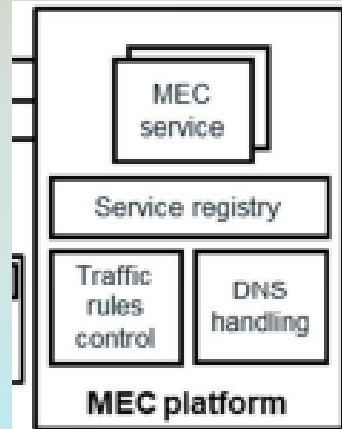 MEC
service
Service registry
Traffic
rules
control
DNS
handling
MEC platform